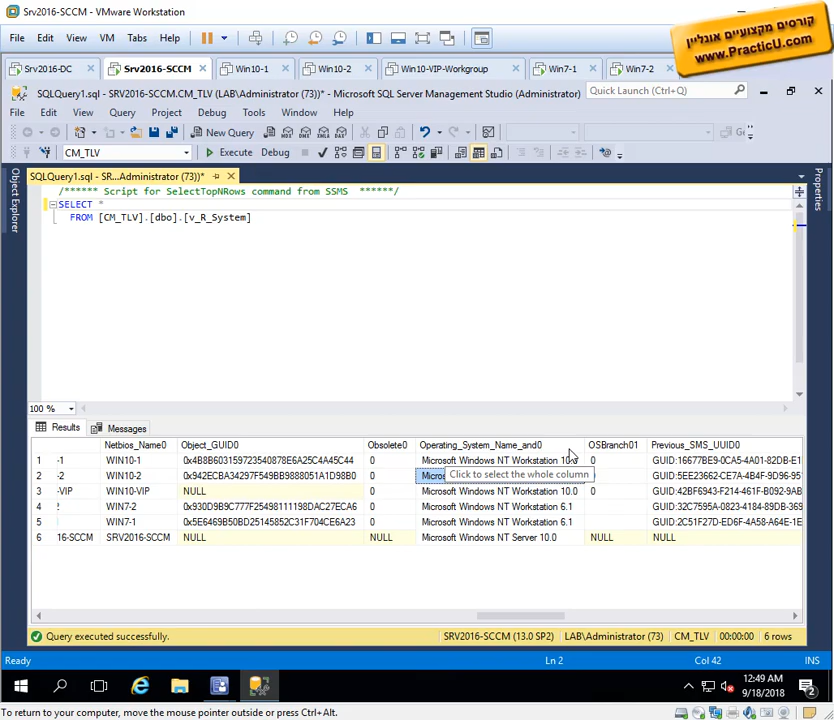 Srv2016-SCCM - VMware Workstation
קורסים מקצועיים אונליין
www.PractiU.com
File Edit View VM Tabs Help
Srv2016-DC Srv2016-SCCM Win10-1 Win10-2 Win10-VIP-Workgroup Win7-1 Win7-2
SQLQuery1.sql - SRV2016-SCCM.CM_TLV (LAB\Administrator (73))* - Microsoft SQL Server Management Studio (Administrator)
Quick Launch (Ctrl+Q)
File Edit View Query Project Debug Tools Window Help
New Query
CM_TLV Execute Debug
SQLQuery1.sql - SR...Administrator (73))*
Object Explorer
Properties
/****** Script for SelectTopNRows command from SSMS ******/
SELECT *
FROM [CM_TLV].[dbo].[v_R_System]
100 %
Results Messages
Netbios_Name0 Object_GUID0 Obsolete0 Operating_System_Name_and0 OSBranch01 Previous_SMS_UUID0
1 -1 WIN10-1 0x4B8B603159723540878E6A25C4A45C44 0 Microsoft Windows NT Workstation 10.0 0 GUID:16677BE9-0CA5-4A01-82DB-E1
2 -2 WIN10-2 0x942ECBA34297F549BB9888051A1D98B0 0 Micros GUID:5EE23662-CE7A-4B4F-9D96-95
Click to select the whole column
3 -VIP WIN10-VIP NULL 0 Microsoft Windows NT Workstation 10.0 0 GUID:42BF6943-F214-461F-B092-9A
4 2 WIN7-2 0x930D9B9C777F25498111198DAC27ECA6 0 Microsoft Windows NT Workstation 6.1 GUID:32C7595A-0823-4184-89DB-369
5 WIN7-1 0x5E6469B50BD25145852C31F704CE6A23 0 Microsoft Windows NT Workstation 6.1 GUID:2C51F27D-ED6F-4A58-A64E-1
6 16-SCCM SRV2016-SCCM NULL NULL Microsoft Windows NT Server 10.0 NULL NULL
Query executed successfully. SRV2016-SCCM (13.0 SP2) LAB\Administrator (73) CM_TLV 00:00:00 6 rows
Ready Ln 2 Col 42 INS
12:49 AM
9/18/2018
2
To return to your computer, move the mouse pointer outside or press Ctrl+Alt.